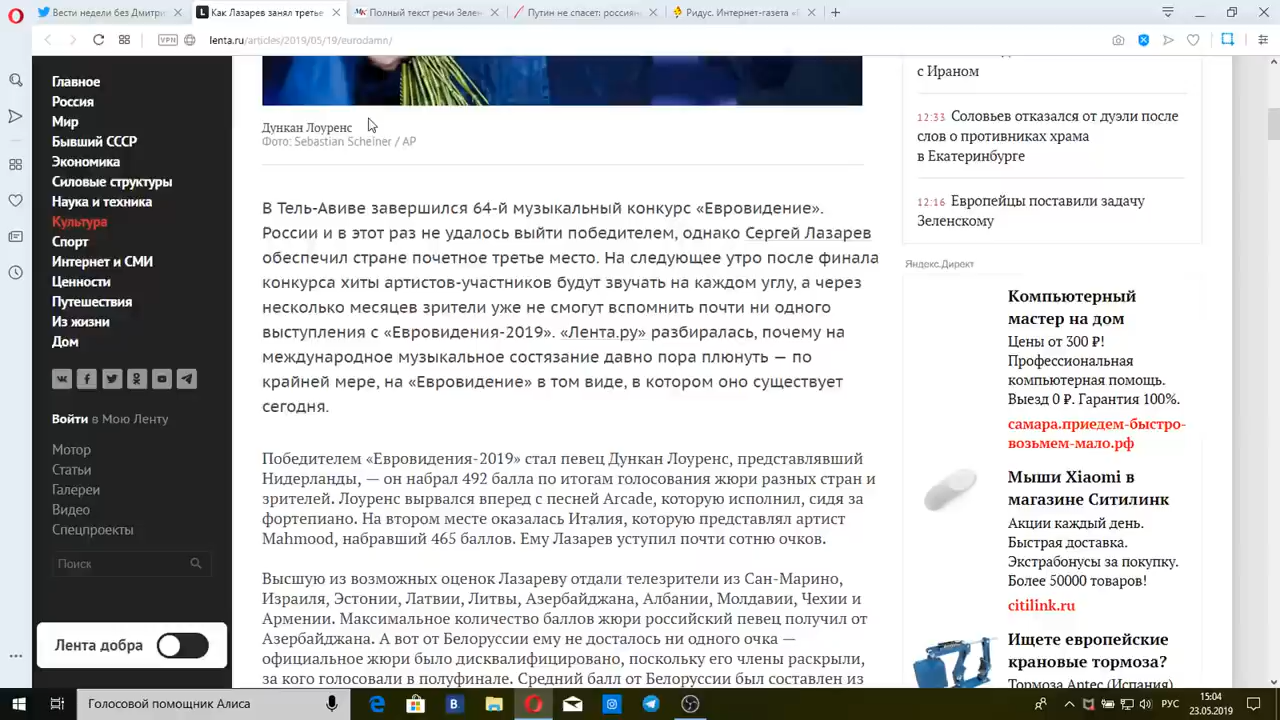 Вести недели без Дмитри
Как Лазарев занял третье
Полный текст речи Зеле
Путин не спасет: россиян
Ридус. Интернет-газета «
VPN
lenta.ru/articles/2019/05/19/eurodamn/
Главное
Россия
Мир
Бывший СССР
Экономика
Силовые структуры
Наука и техника
Культура
Спорт
Интернет и СМИ
Ценности
Путешествия
Из жизни
Дом
Войти в Мою Ленту
Мотор
Статьи
Галереи
Видео
Спецпроекты
Поиск
Лента добра
Дункан Лоуренс
Фото: Sebastian Scheiner / AP
В Тель-Авиве завершился 64-й музыкальный конкурс «Евровидение».
России и в этот раз не удалось выйти победителем, однако Сергей Лазарев
обеспечил стране почетное третье место. На следующее утро после финала
конкурса хиты артистов-участников будут звучать на каждом углу, а через
несколько месяцев зрители уже не смогут вспомнить почти ни одного
выступления с «Евровидения-2019». «Лента.ру» разбиралась, почему на
международное музыкальное состязание давно пора плюнуть — по
крайней мере, на «Евровидение» в том виде, в котором оно существует
сегодня.
Победителем «Евровидения-2019» стал певец Дункан Лоуренс, представлявший
Нидерланды, — он набрал 492 балла по итогам голосования жюри разных стран и
зрителей. Лоуренс вырвался вперед с песней Arcade, которую исполнил, сидя за
фортепиано. На втором месте оказалась Италия, которую представлял артист
Mahmood, набравший 465 баллов. Ему Лазарев уступил почти сотню очков.
Высшую из возможных оценок Лазареву отдали телезрители из Сан-Марино,
Израиля, Эстонии, Латвии, Литвы, Азербайджана, Албании, Молдавии, Чехии и
Армении. Максимальное количество баллов жюри российский певец получил от
Азербайджана. А вот от Белоруссии ему не досталось ни одного очка —
официальное жюри было дисквалифицировано, поскольку его члены раскрыли,
за кого голосовали в полуфинале. Средний балл от Белоруссии был составлен из
с Ираном
12:33 Соловьев отказался от дуэли после
слов о противниках храма
в Екатеринбурге
12:16 Европейцы поставили задачу
Зеленскому
Яндекс.Директ
Компьютерный
мастер на дом
Цены от 300 ₽!
Профессиональная
компьютерная помощь.
Выезд 0 ₽. Гарантия 100%.
самара.приедем-быстро-
возьмем-мало.рф
Мыши Xiaomi в
магазине Ситилинк
Акции каждый день.
Быстрая доставка.
Экстрабонусы за покупку.
Более 50000 товаров!
citilink.ru
Ищете европейские
крановые тормоза?
Тормоза Antec (Испания)
Голосовой помощник Алиса
РУС
15:04
23.05.2019